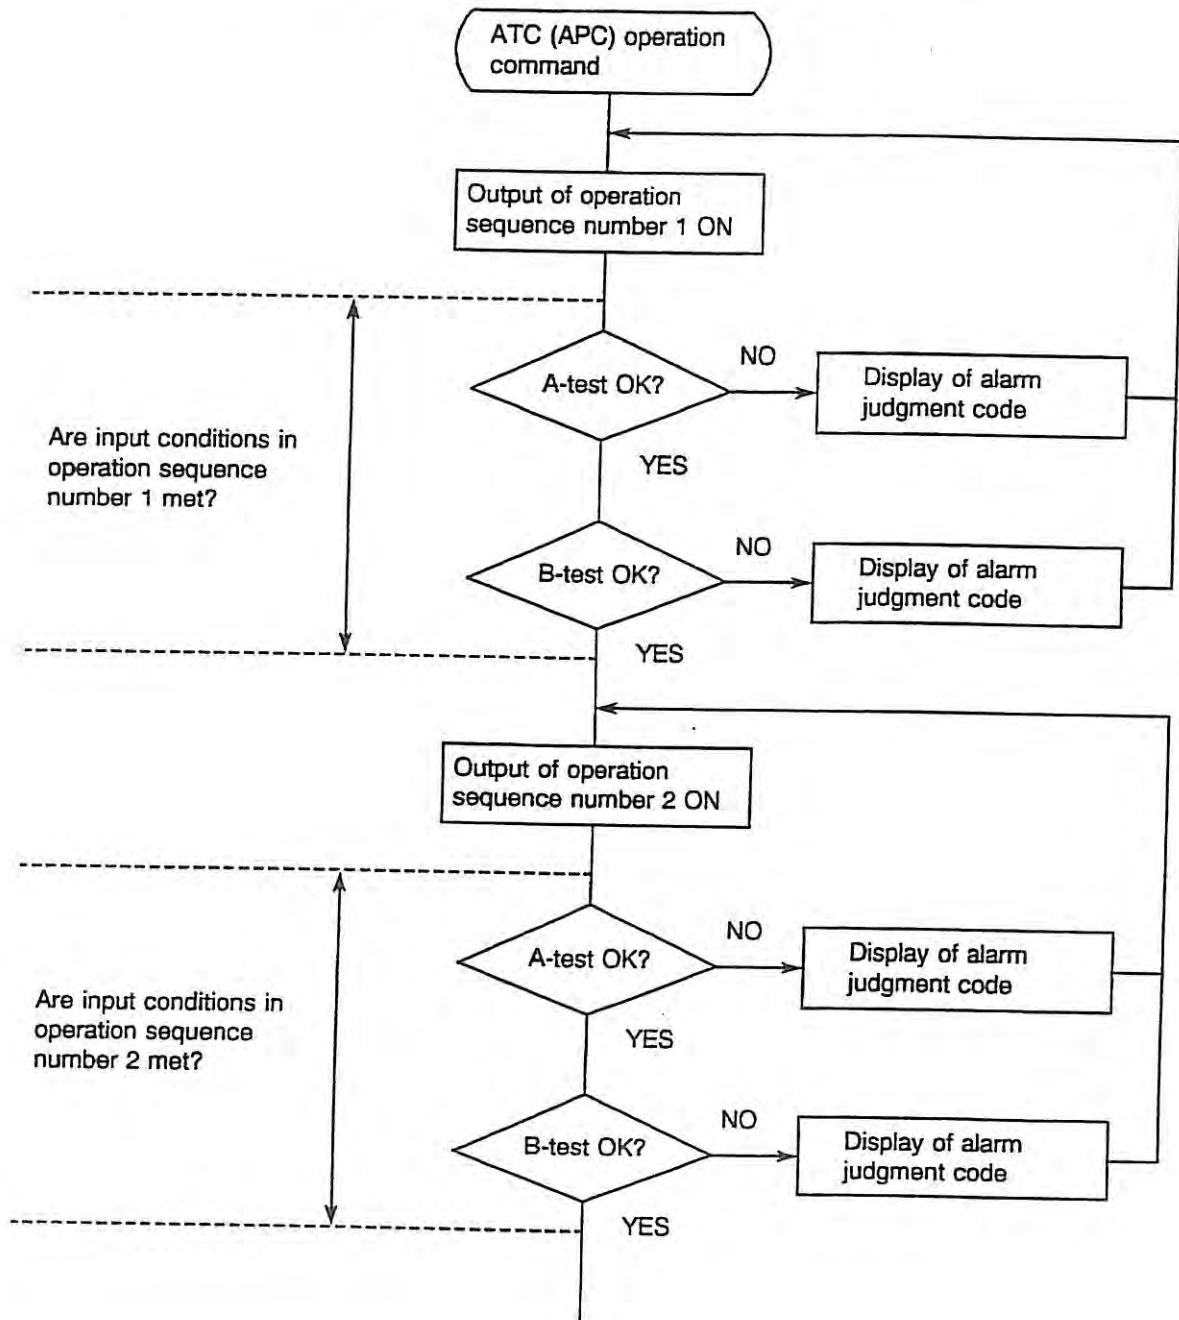 ATC (APC) operation
command
Output of operation
sequence number 1 ON
A-test OK?
NO
Display of alarm
judgment code
Are input conditions in
operation sequence
number 1 met?
YES
B-test OK?
NO
Display of alarm
judgment code
YES
Output of operation
sequence number 2 ON
A-test OK?
NO
Display of alarm
judgment code
Are input conditions in
operation sequence
number 2 met?
YES
B-test OK?
NO
Display of alarm
judgment code
YES